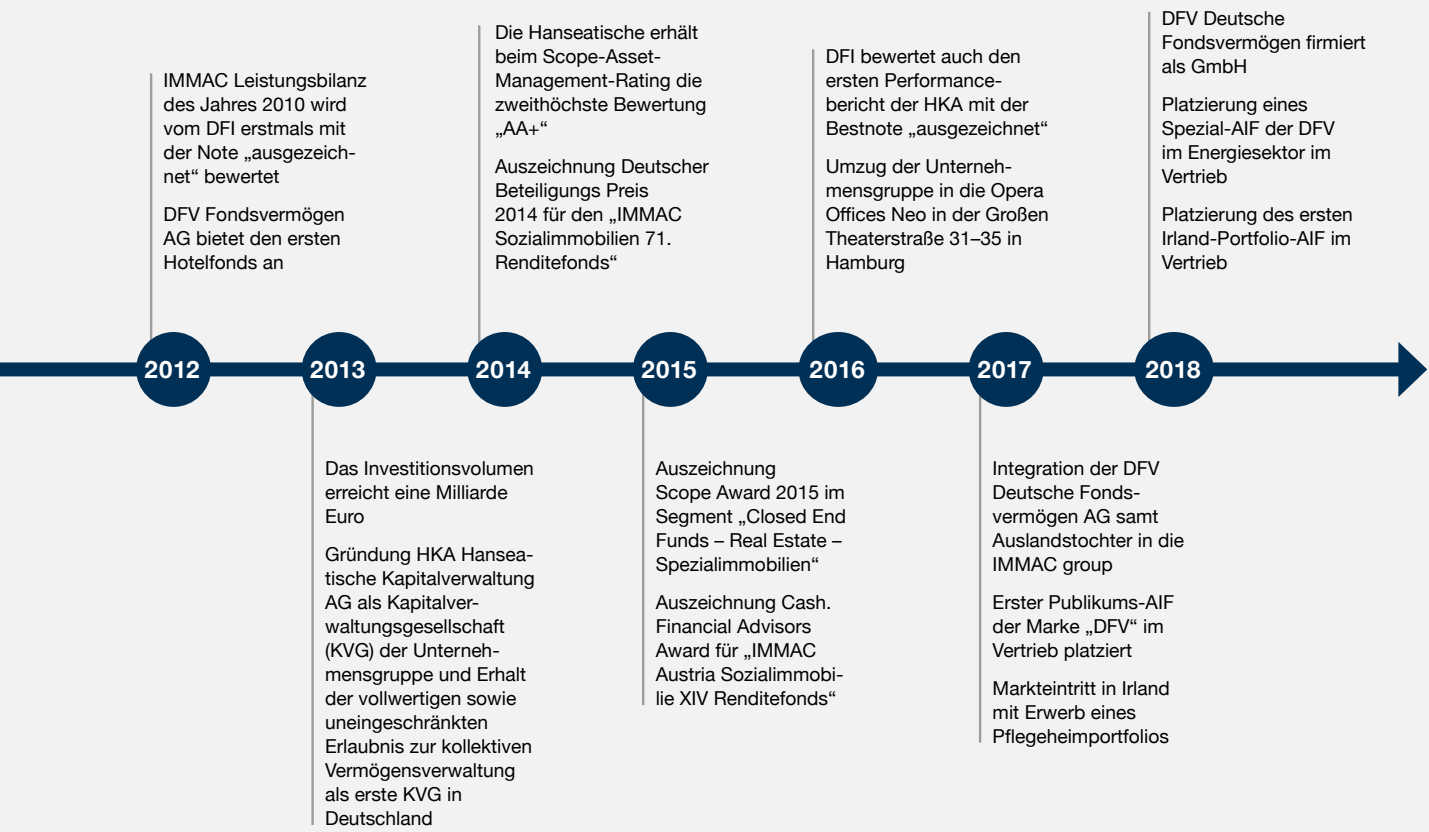 IMMAC Leistungsbilanz
des Jahres 2010 wird
vom DFI erstmals mit
der Note „ausgezeich-
net“ bewertet
DFV Fondsvermögen
AG bietet den ersten
Hotelfonds an
Die Hanseatische erhält
beim Scope-Asset-
Management-Rating die
zweithöchste Bewertung
„AA+“
Auszeichnung Deutscher
Beteiligungs Preis
2014 für den „IMMAC
Sozialimmobilien 71.
Renditefonds“
DFI bewertet auch den
ersten Performance-
bericht der HKA mit der
Bestnote „ausgezeichnet“
Umzug der Unterneh-
mensgruppe in die Opera
Offices Neo in der Großen
Theaterstraße 31–35 in
Hamburg
DFV Deutsche
Fondsvermögen firmiert
als GmbH
Platzierung eines
Spezial-AIF der DFV
im Energiesektor im
Vertrieb
Platzierung des ersten
Irland-Portfolio-AIF im
Vertrieb
2012
2013
2014
2015
2016
2017
2018
Das Investitionsvolumen
erreicht eine Milliarde
Euro
Gründung HKA Hansea-
tische Kapitalverwaltung
AG als Kapitalver-
waltungsgesellschaft
(KVG) der Unterneh-
mensgruppe und Erhalt
der vollwertigen sowie
uneingeschränkten
Erlaubnis zur kollektiven
Vermögensverwaltung
als erste KVG in
Deutschland
Auszeichnung
Scope Award 2015 im
Segment „Closed End
Funds – Real Estate –
Spezialimmobilien“
Auszeichnung Cash.
Financial Advisors
Award für „IMMAC
Austria Sozialimmobi-
lie XIV Renditefonds“
Integration der DFV
Deutsche Fonds-
vermögen AG samt
Auslandstochter in die
IMMAC group
Erster Publikums-AIF
der Marke „DFV“ im
Vertrieb platziert
Markteintritt in Irland
mit Erwerb eines
Pflegeheimportfolios